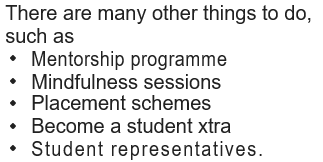 There are many other things to do,
such as
• Mentorship programme
• Mindfulness sessions
• Placement schemes
• Become a student xtra
• Student representatives.